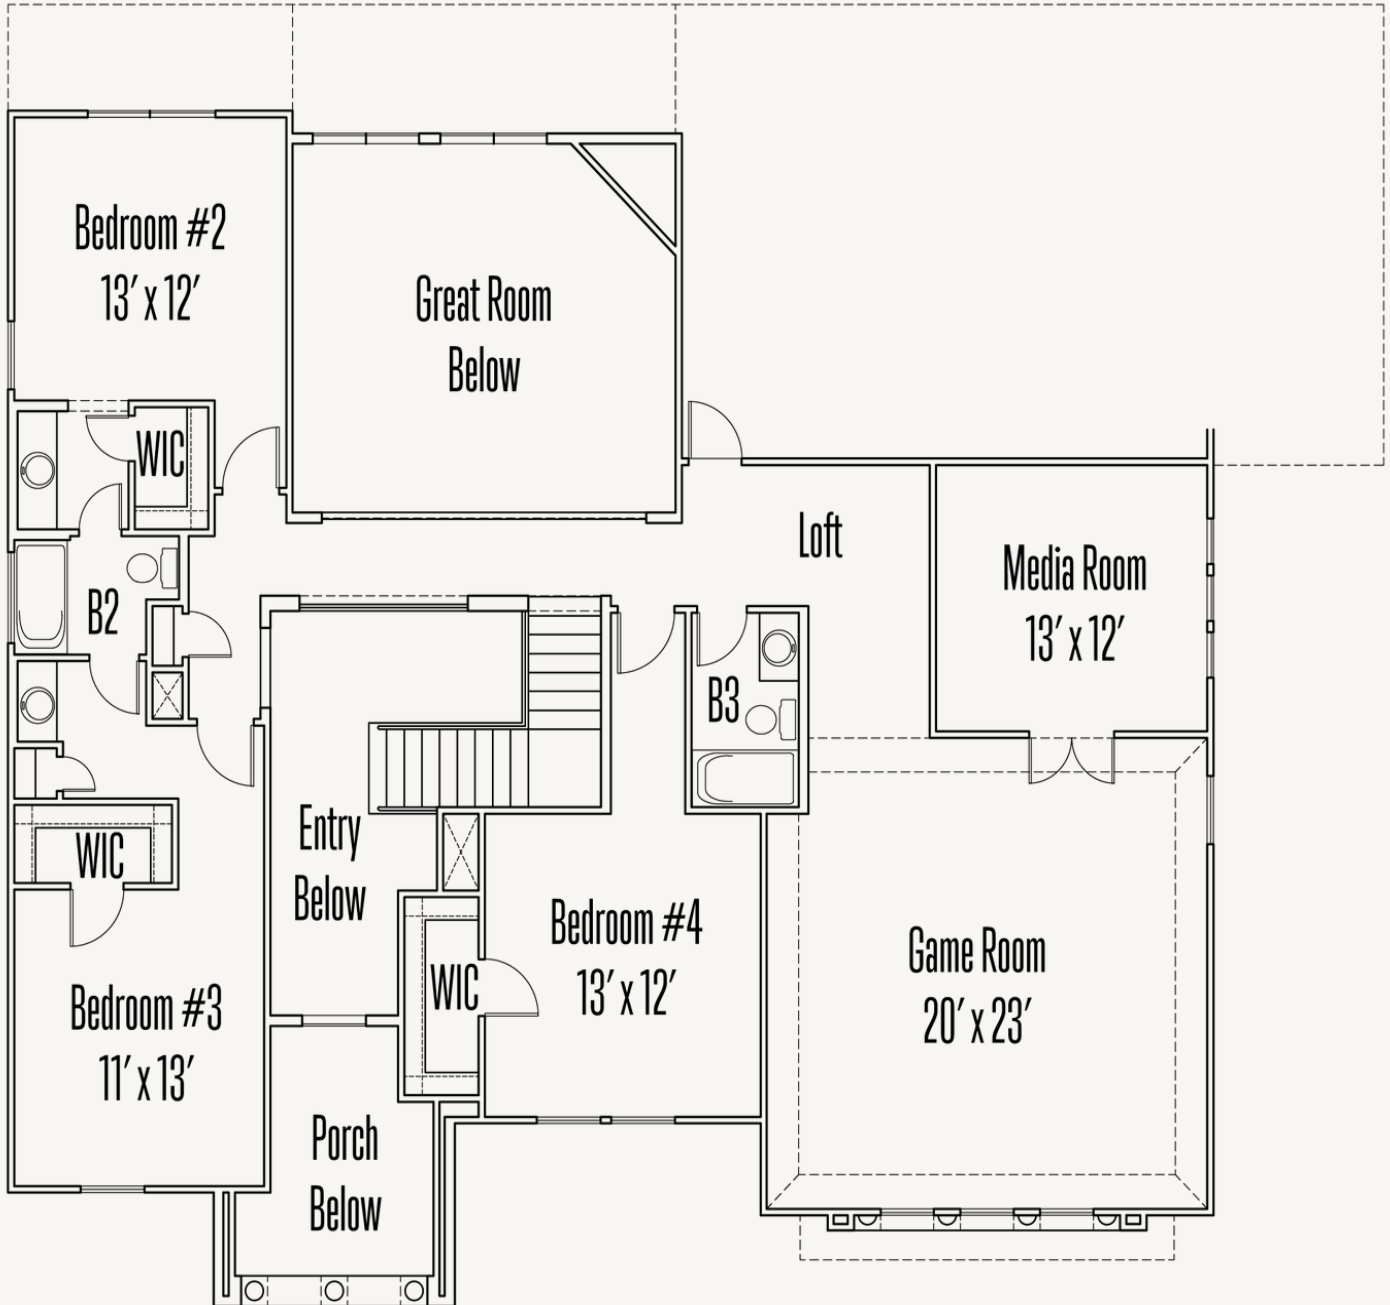 Bedroom #2
13' x 12'
Great Room
Below
WIC
Loft
Media Room
13' x 12'
B2
B3
Entry
Below
WIC
Bedroom #4
13' x 12'
WIC
Game Room
20' x 23'
Bedroom #3
11' x 13'
Porch
Below